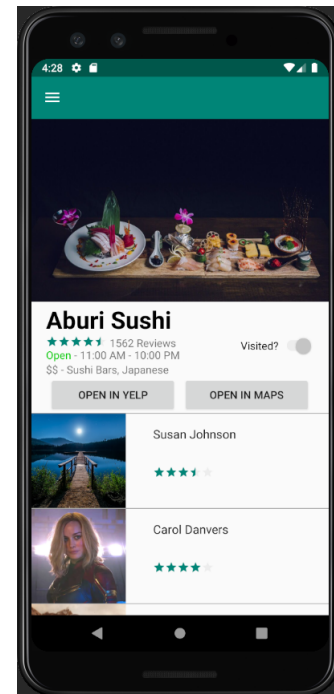 4:28
Aburi Sushi
1562 Reviews
Visited?
Open - 11:00 AM - 10:00 PM
$$ - Sushi Bars, Japanese
OPEN IN YELP
OPEN IN MAPS
Susan Johnson
Carol Danvers